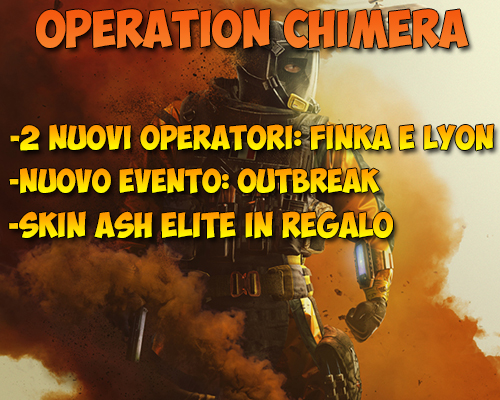 OPERATION CHIMERA
-2 NUOVI OPERATORI: FINKA E LYON
-NUOVO EVENTO: OUTBREAK
-SKIN ASH ELITE IN REGALO